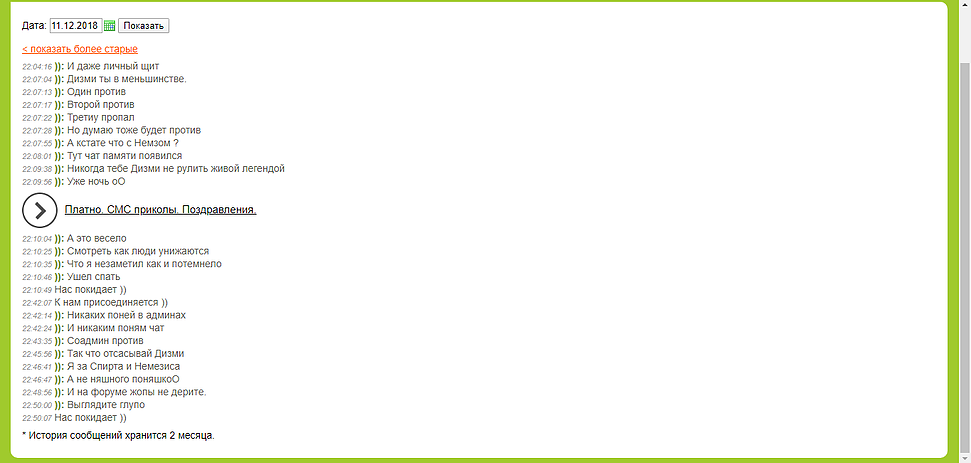 Дата: 11.12.2018 Показать
< показать более старые
22:04:16 )): И даже личный щит
22:07:04 )): Дизми ты в меньшинстве.
22:07:13 )): Один против
22:07:17 )): Второй против
22:07:22 )): Третиу пропал
22:07:28 )): Но думаю тоже будет против
22:07:55 )): А кстате что с Немзом ?
22:08:01 )): Тут чат памяти появился
22:09:38 )): Никогда тебе Дизми не рулить живой легендой
22:09:56 )): Уже ночь оО
Платно. СМС приколы. Поздравления.
22:10:04 )): А это весело
22:10:25 )): Смотреть как люди унижаются
22:10:35 )): Что я незаметил как и потемнело
22:10:46 )): Ушел спать
22:10:49 Нас покидает ))
22:42:07 К нам присоединяется ))
22:42:14 )): Никаких поней в админах
22:42:24 )): И никаким поням чат
22:43:35 )): Соадмин против
22:45:56 )): Так что отсасывай Дизми
22:46:41 )): Я за Спирта и Немезиса
22:46:47 )): А не няшного поняшкоО
22:48:56 )): И на форуме жопы не дерите.
22:50:00 )): Выглядите глупо
22:50:07 Нас покидает ))
* История сообщений хранится 2 месяца.